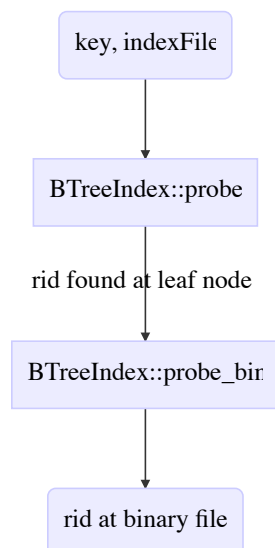 key, indexFile
BTreeIndex::probe
rid found at leaf node
BTreeIndex::probe_bin
rid at binary file